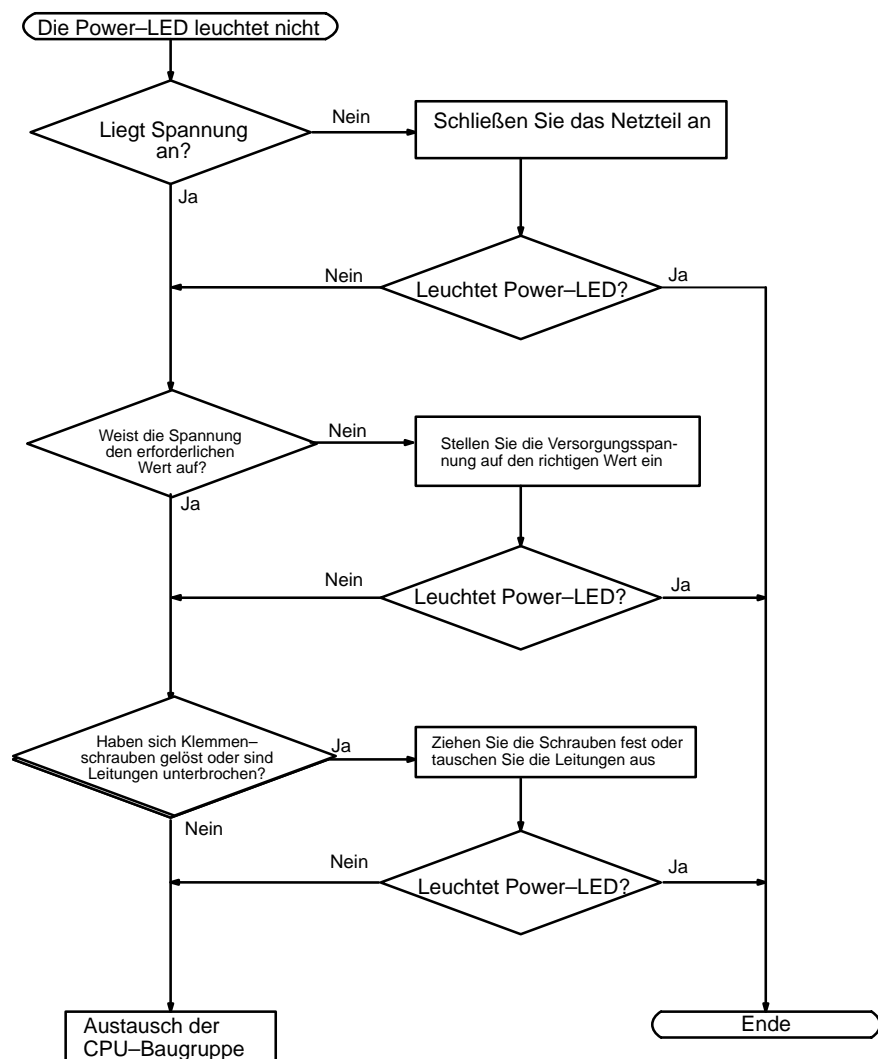 Die Power–LED leuchtet nicht
Liegt Spannung
an?
Nein
Schließen Sie das Netzteil an
Ja
Nein
Leuchtet Power–LED?
Ja
Weist die Spannung
den erforderlichen
Wert auf?
Nein
Stellen Sie die Versorgungsspan-
nung auf den richtigen Wert ein
Ja
Nein
Leuchtet Power–LED?
Ja
Haben sich Klemmen–
schrauben gelöst oder sind
Leitungen unterbrochen?
Ja
Ziehen Sie die Schrauben fest oder
tauschen Sie die Leitungen aus
Nein
Nein
Leuchtet Power–LED?
Ja
Austausch der
CPU–Baugruppe
Ende